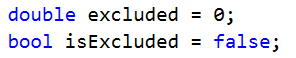 double excluded = 0;
bool isExcluded = false;